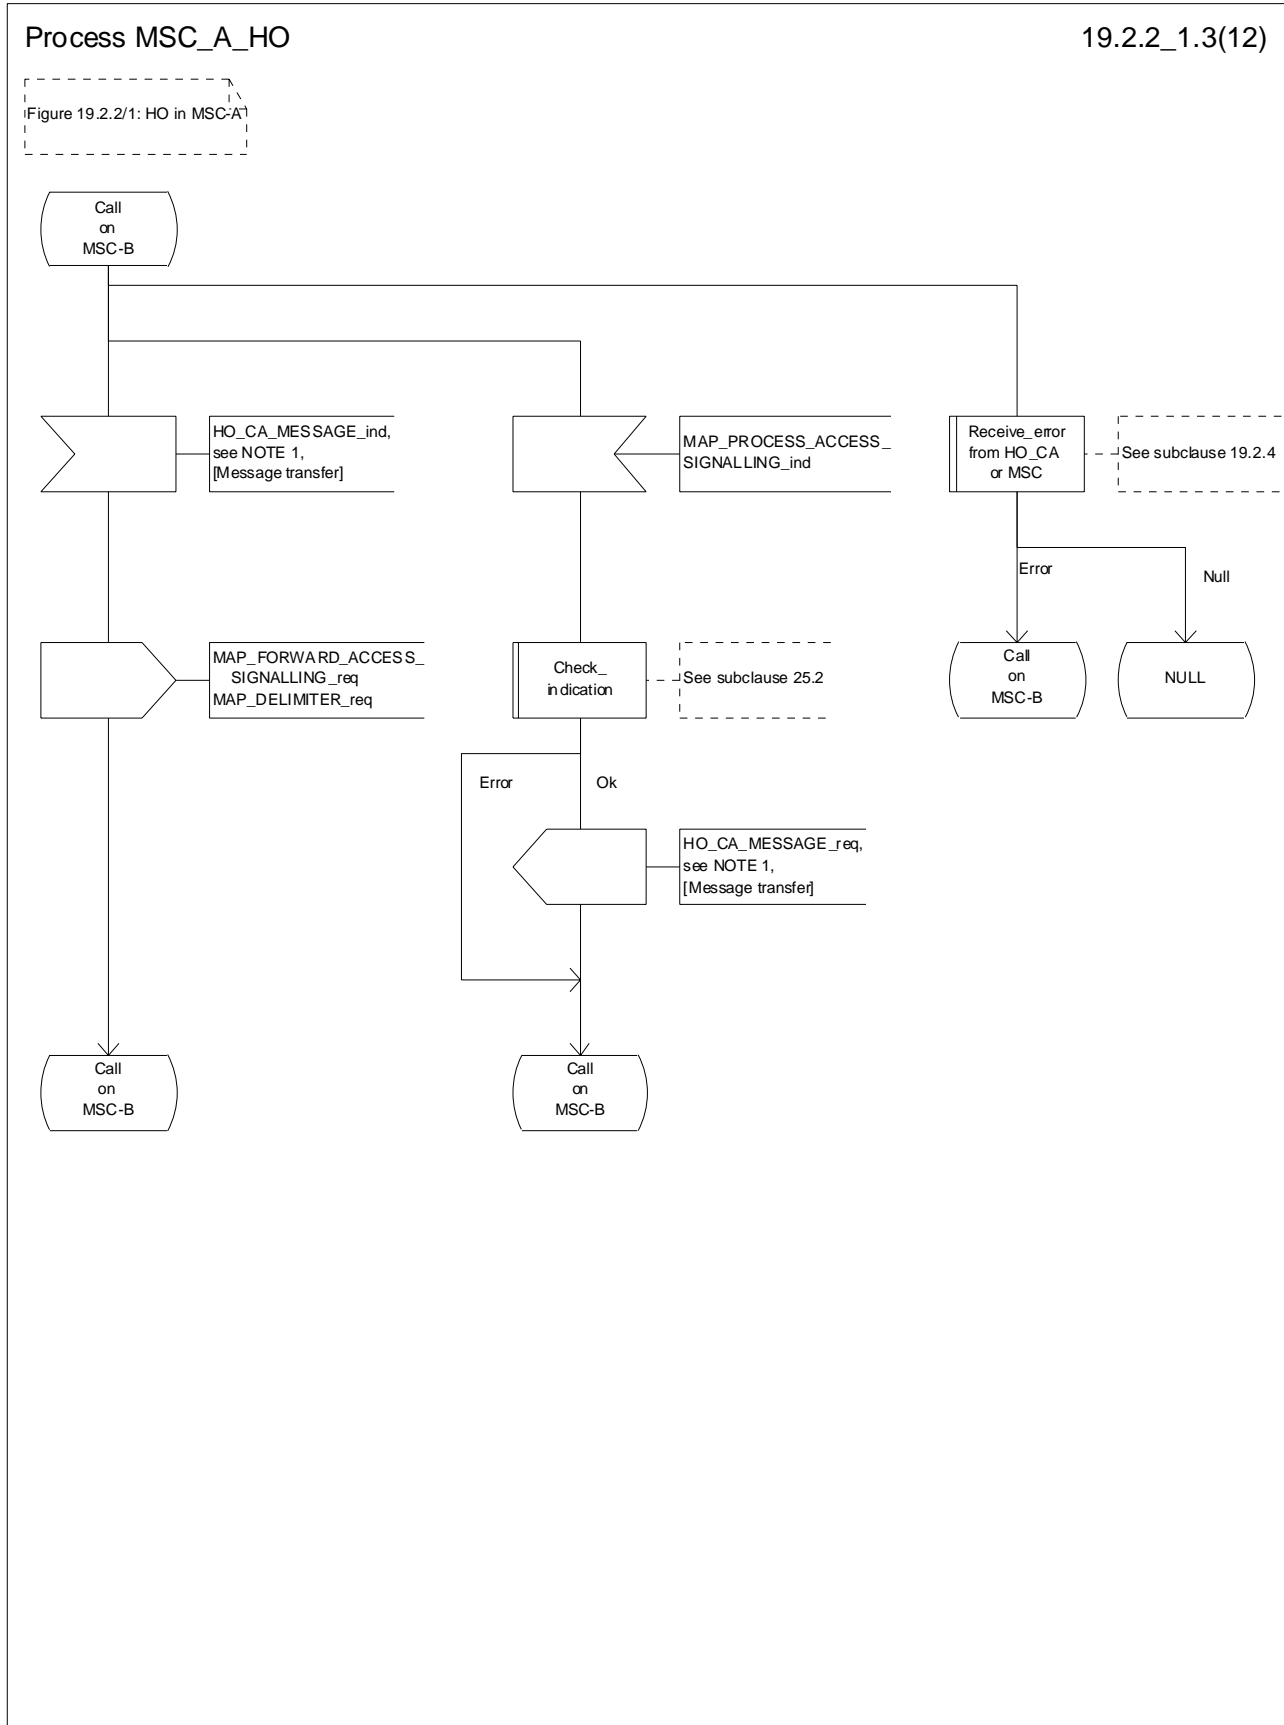 Process MSC_A_HO
19.2.2_1.3(12)
Figure 19.2.2/1: HO in MSC-A
Call
on
MSC-B
HO_CA_MESSAGE_ind,
see NOTE 1,
[Message transfer]
MAP_PROCESS_ACCESS_
SIGNALLING_ind
Receive_error
from HO_CA
or MSC
See subclause 19.2.4
Error
Null
MAP_FORWARD_ACCESS_
SIGNALLING_req
MAP_DELIMITER_req
Check_
indication
See subclause 25.2
Call
on
MSC-B
NULL
Error
Ok
HO_CA_MESSAGE_req,
see NOTE 1,
[Message transfer]
Call
on
MSC-B
Call
on
MSC-B